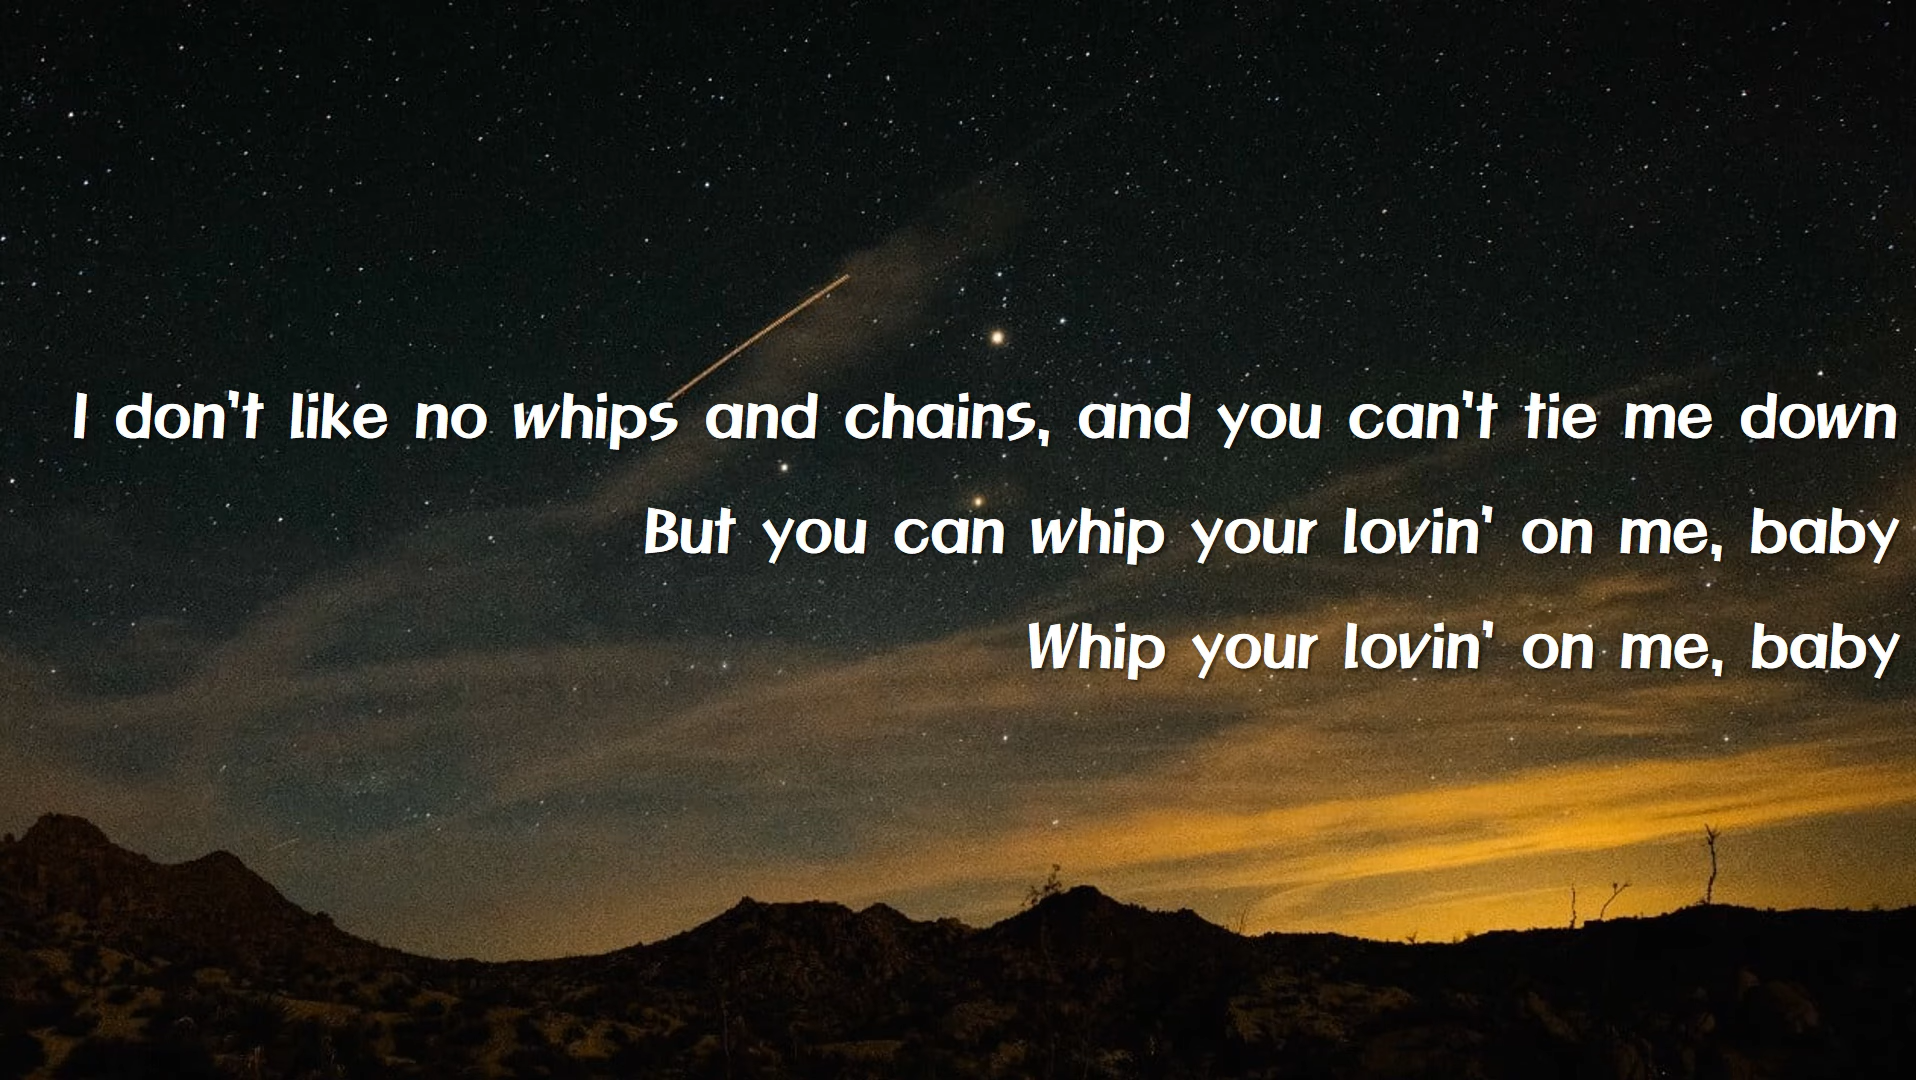 I don't like no whips and chains, and you can't tie me down
But you can whip your lovin' on me, baby
Whip your lovin' on me, baby